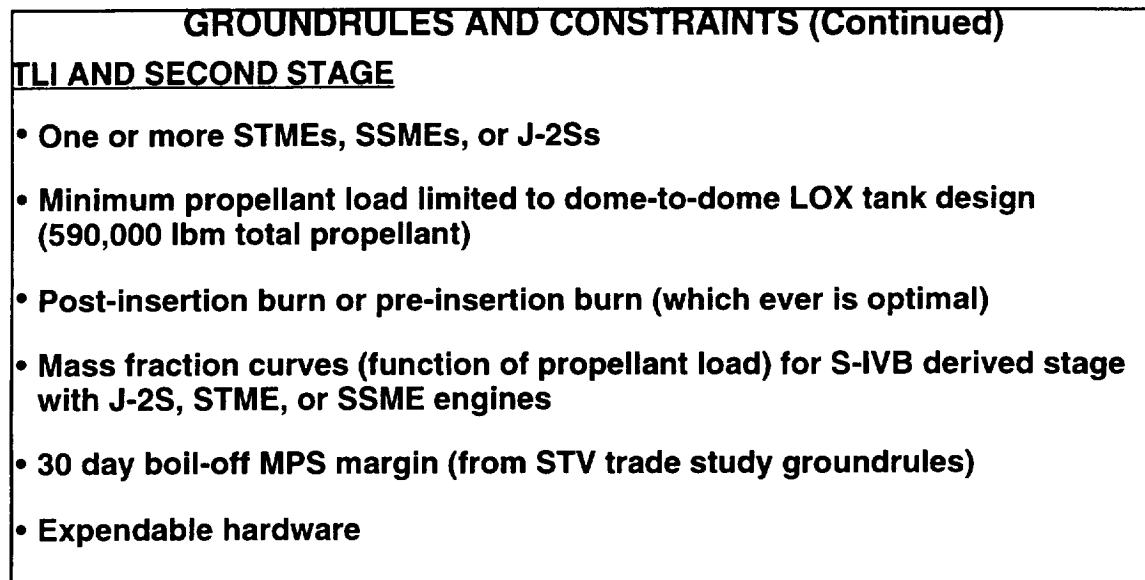 GROUNDRULES AND CONSTRAINTS (Continued)
TLI AND SECOND STAGE
• One or more STMEs, SSMEs, or J-2Ss
• Minimum propellant load limited to dome-to-dome LOX tank design
(590,000 lbm total propellant)
• Post-insertion burn or pre-insertion burn (which ever is optimal)
• Mass fraction curves (function of propellant load) for S-IVB derived stage
with J-2S, STME, or SSME engines
• 30 day boil-off MPS margin (from STV trade study groundrules)
• Expendable hardware